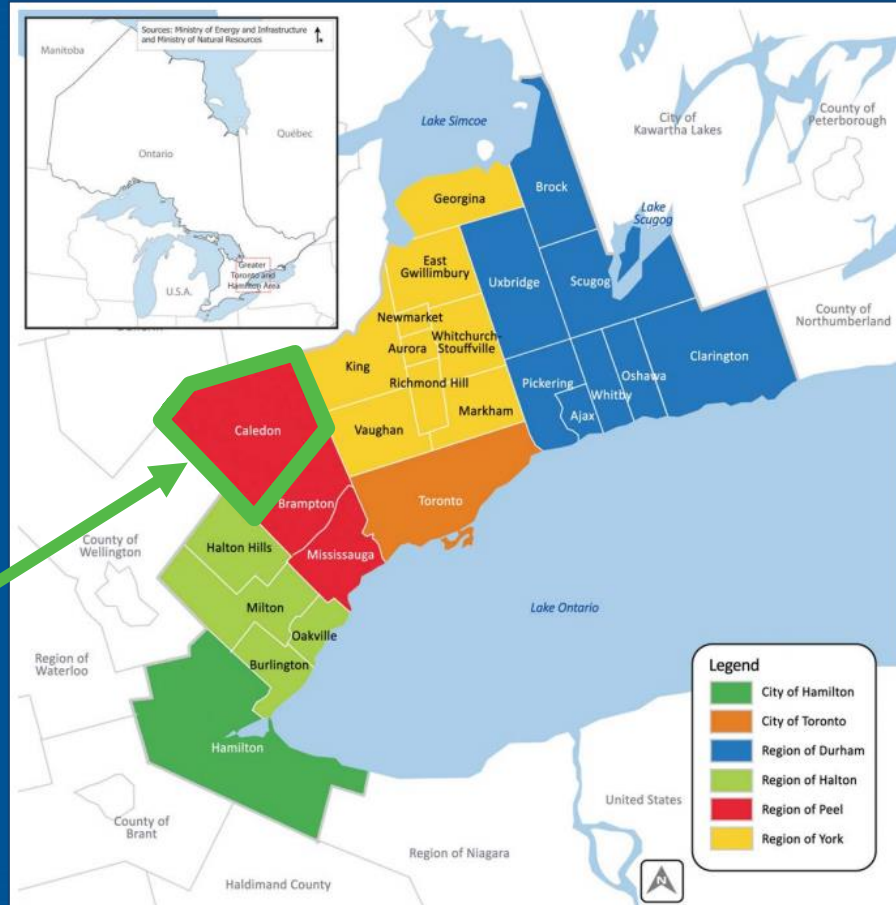 Sources: Ministry of Energy and Infrastructure
and Ministry of Natural Resources
Manitoba
Ontario
Québec
U.S.A.
Greater
Toronto and
Hamilton Area
Lake Simcoe
City of
Kawartha Lakes
County of
Peterborough
Brock
Lake
Scugog
Georgina
East
Gwillimbury
Uxbridge
Scugog
County of
Northumberland
Newmarket
Whitchurch-
Stouffville
Aurora
King
Richmond Hill
Clarington
Pickering
Oshawa
Whitby
Ajax
Markham
Vaughan
Caledon
Toronto
Brampton
Mississauga
County of
Wellington
Halton Hills
Milton
Oakville
Burlington
Lake Ontario
Region of
Waterloo
Hamilton
County of
Brant
Region of Niagara
Haldimand County
United States
Legend
City of Hamilton
City of Toronto
Region of Durham
Region of Halton
Region of Peel
Region of York
N